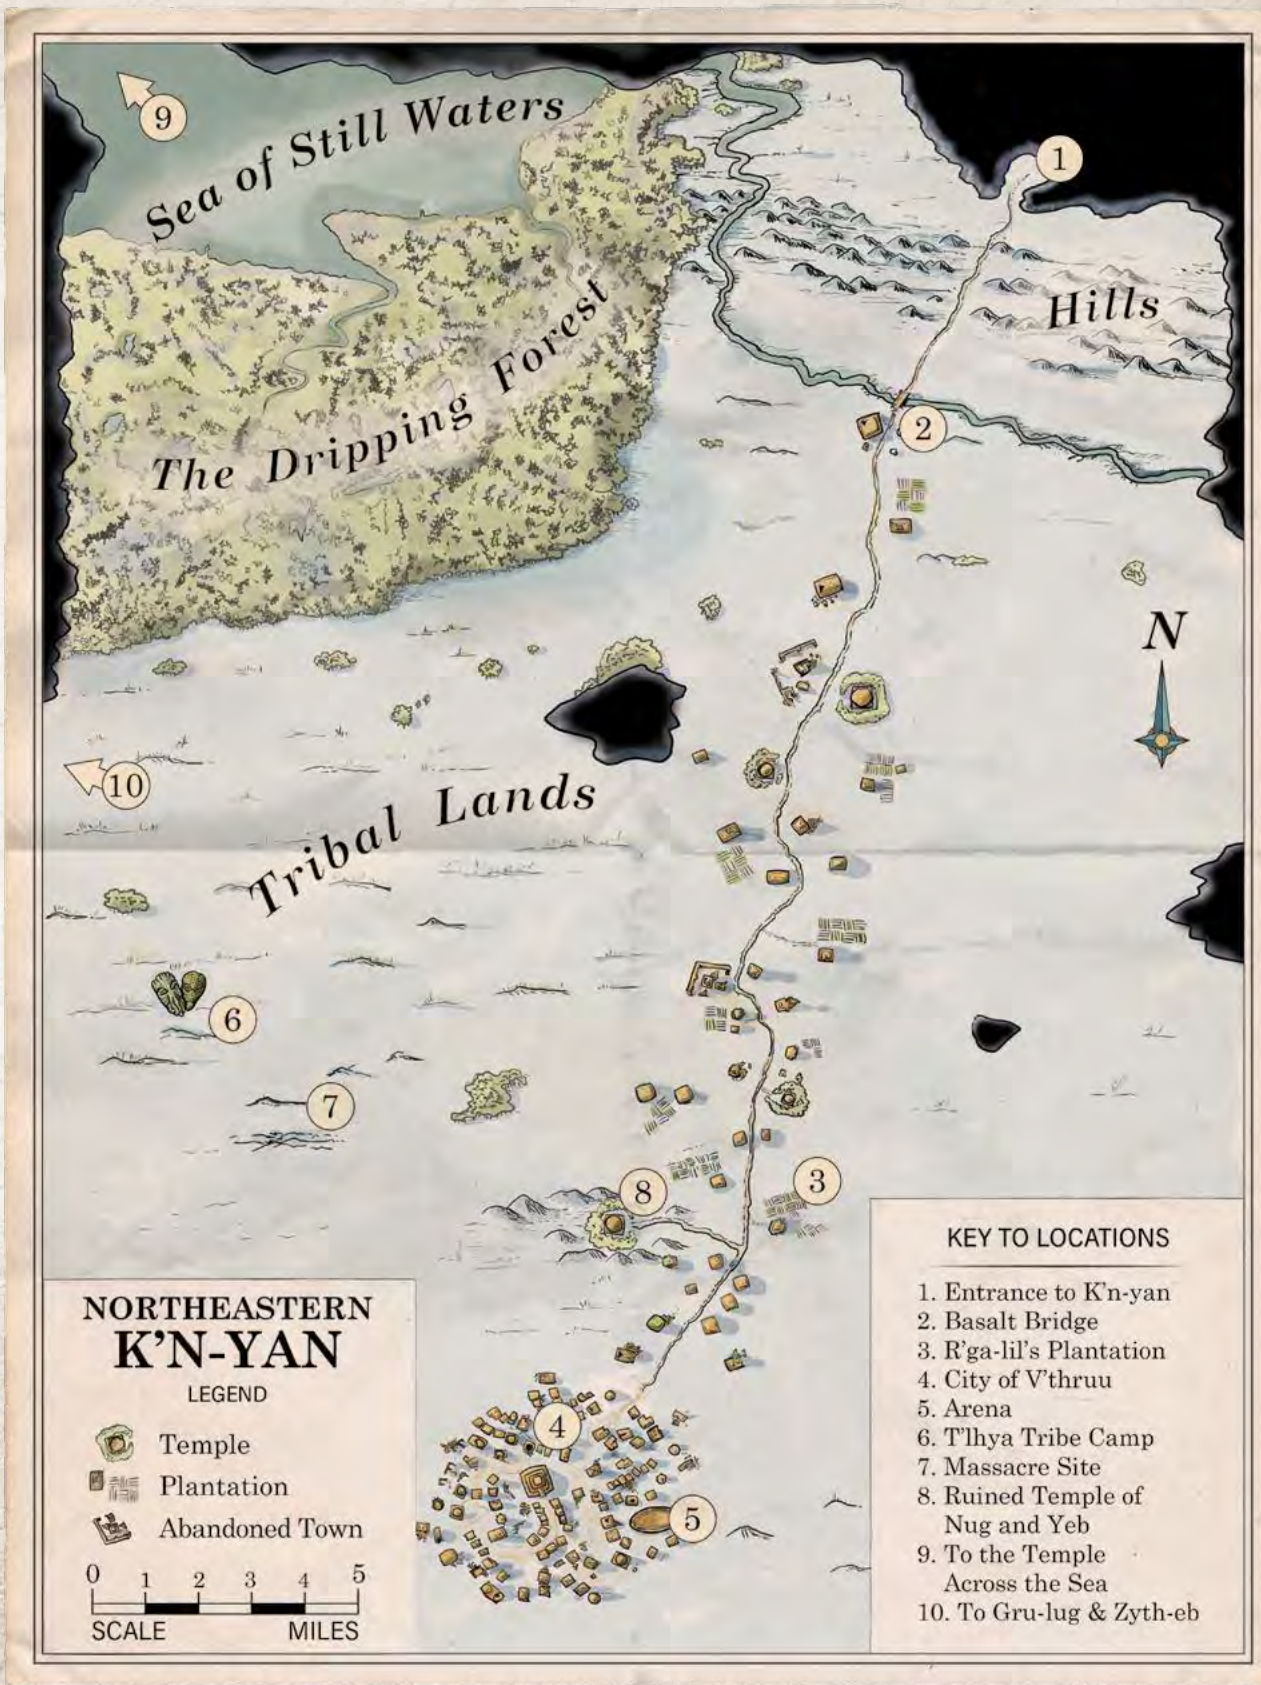 9
Sea of Still Waters
1
Hills
The Dripping Forest
2
N
10
Tribal Lands
6
7
3
8
4
5
NORTHEASTERN
K'N-YAN
LEGEND
Temple
Plantation
Abandoned Town
0 1 2 3 4 5
SCALE MILES
KEY TO LOCATIONS
1. Entrance to K'n-yan
2. Basalt Bridge
3. R'ga-lil's Plantation
4. City of V'thruu
5. Arena
6. T'lhya Tribe Camp
7. Massacre Site
8. Ruined Temple of
Nug and Yeb
9. To the Temple
Across the Sea
10. To Gru-lug & Zyth-eb